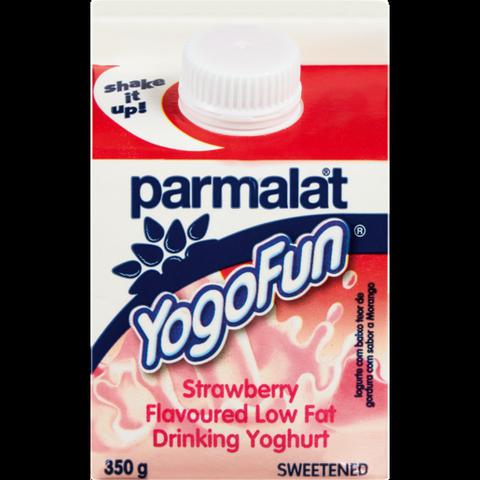 shake
it
up!
parmalat®
YogoFun®
Iogurte com baixo teor de
gordura com sabor a Morango
Strawberry
Flavoured Low Fat
Drinking Yoghurt
350 g
SWEETENED